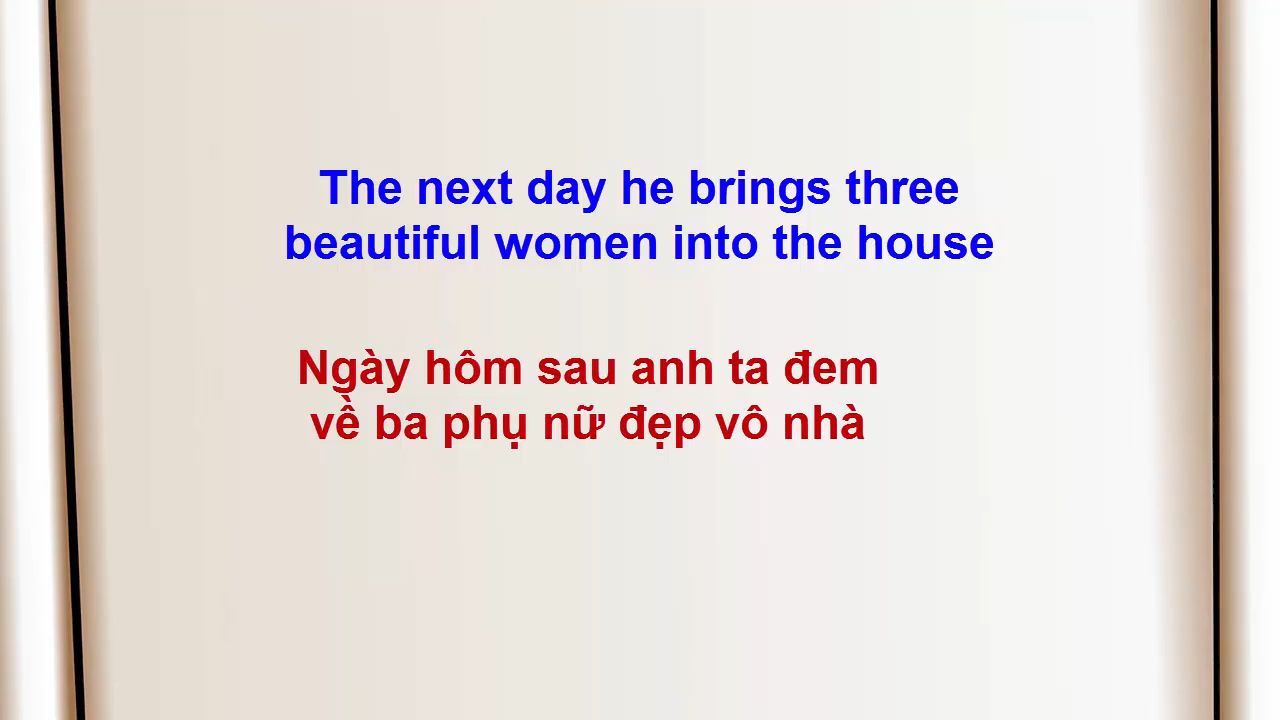 The next day he brings three
beautiful women into the house
Ngày hôm sau anh ta đem
về ba phụ nữ đẹp vô nhà